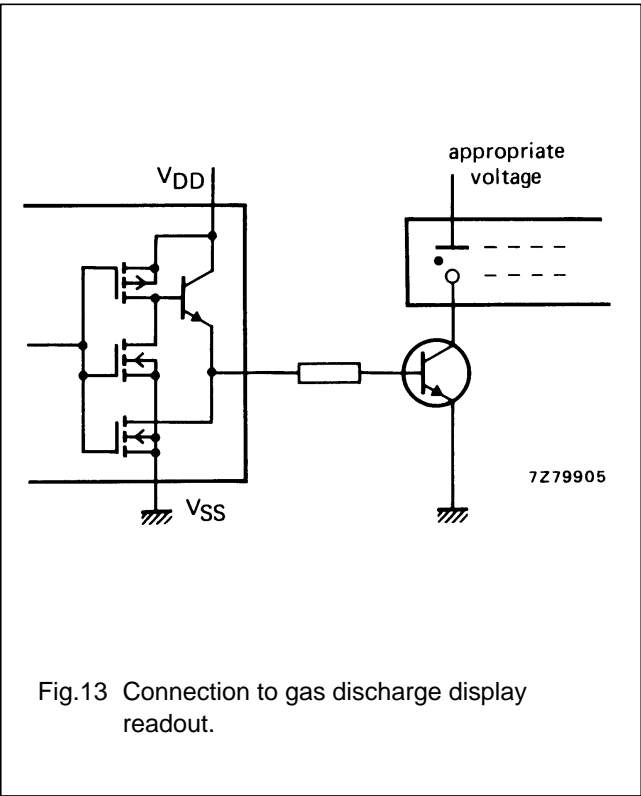 appropriate
voltage
VDD
7Z79905
VSS
Fig.13 Connection to gas discharge display
readout.